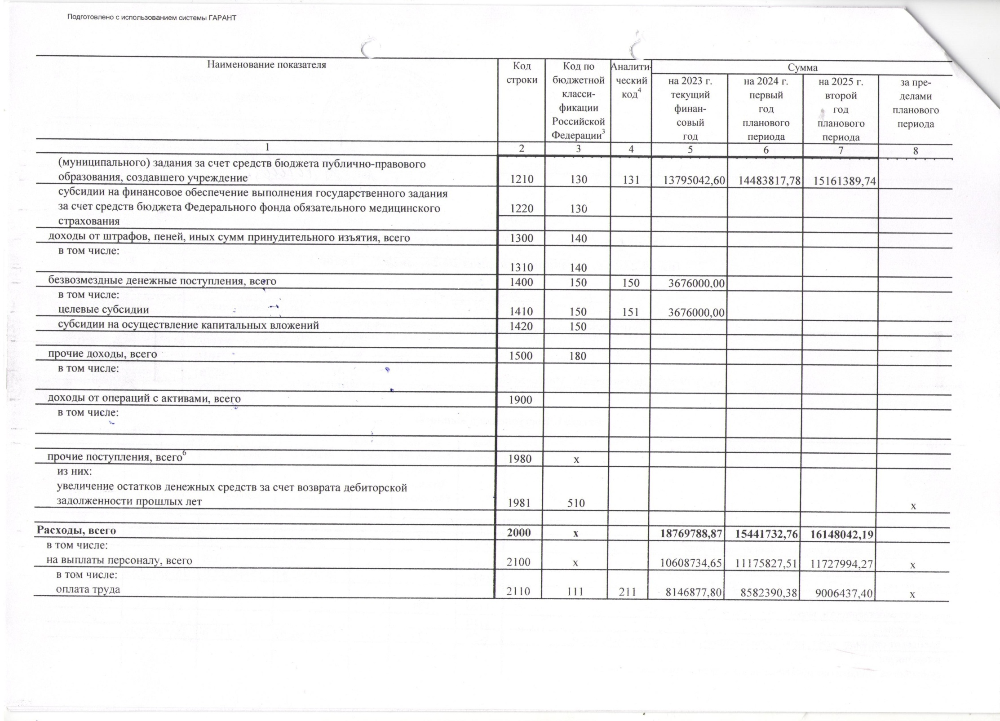 Подготовлено с использованием системы ГАРАНТ
Наименование показателя
Код
строки
Код по
бюджетной
класси-
фикации
Российской
Федерации3
Аналити-
ческий
код4
Сумма
на 2023 г.
текущий
финан-
совый
год
на 2024 г.
первый
год
планового
периода
на 2025 г.
второй
год
планового
периода
за пре-
делами
планового
периода
1 2 3 4 5 6 7 8
(муниципального) задания за счет средств бюджета публично-правового
образования, создавшего учреждение 1210 130 131 13795042,60 14483817,78 15161389,74
субсидии на финансовое обеспечение выполнения государственного задания
за счет средств бюджета Федерального фонда обязательного медицинского 1220 130
страхования
доходы от штрафов, пеней, иных сумм принудительного изъятия, всего 1300 140
в том числе:
1310 140
безвозмездные денежные поступления, всего 1400 150 150 3676000,00
в том числе:
целевые субсидии 1410 150 151 3676000,00
субсидии на осуществление капитальных вложений 1420 150
прочие доходы, всего 1500 180
в том числе:
доходы от операций с активами, всего 1900
в том числе:
прочие поступления, всего6 1980 х
из них:
увеличение остатков денежных средств за счет возврата дебиторской
задолженности прошлых лет 1981 510 х
Расходы, всего 2000 х 18769788,87 15441732,76 16148042,19
в том числе:
на выплаты персоналу, всего 2100 х 10608734,65 11175827,51 11727994,27 х
в том числе:
оплата труда 2110 111 211 8146877,80 8582390,38 9006437,40 х